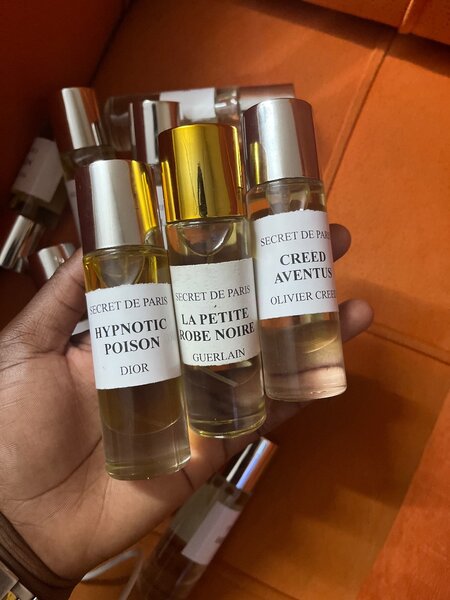 SECRET DE PARIS
HYPNOTIC
POISON
DIOR
SECRET DE PARIS
LA PETITE
ROBE NOIRE
GUERLAIN
SECRET DE PARIS
CREED
AVENTUS
OLIVIER CREED